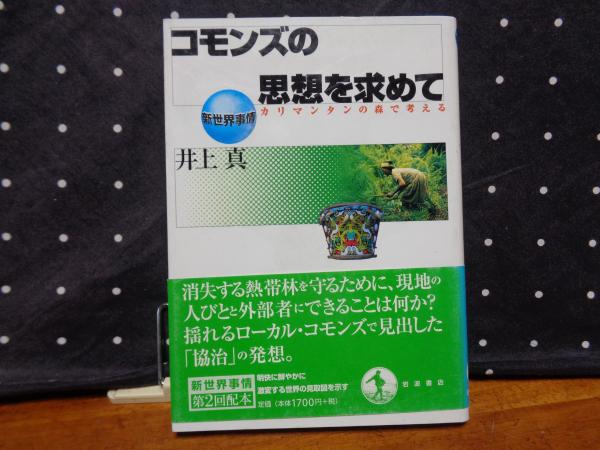 コモンズの
思想を求めて
カリマンタンの森で考える
新世界事情
井上 真
消失する熱帯林を守るために、現地の
人びとと外部者にできることは何か?
揺れるローカル・コモンズで見出した
「協治」の発想。
新世界事情
第2回配本
明快に鮮やかに
激変する世界の見取図を示す
定価(本体1700円+税)
岩波書店